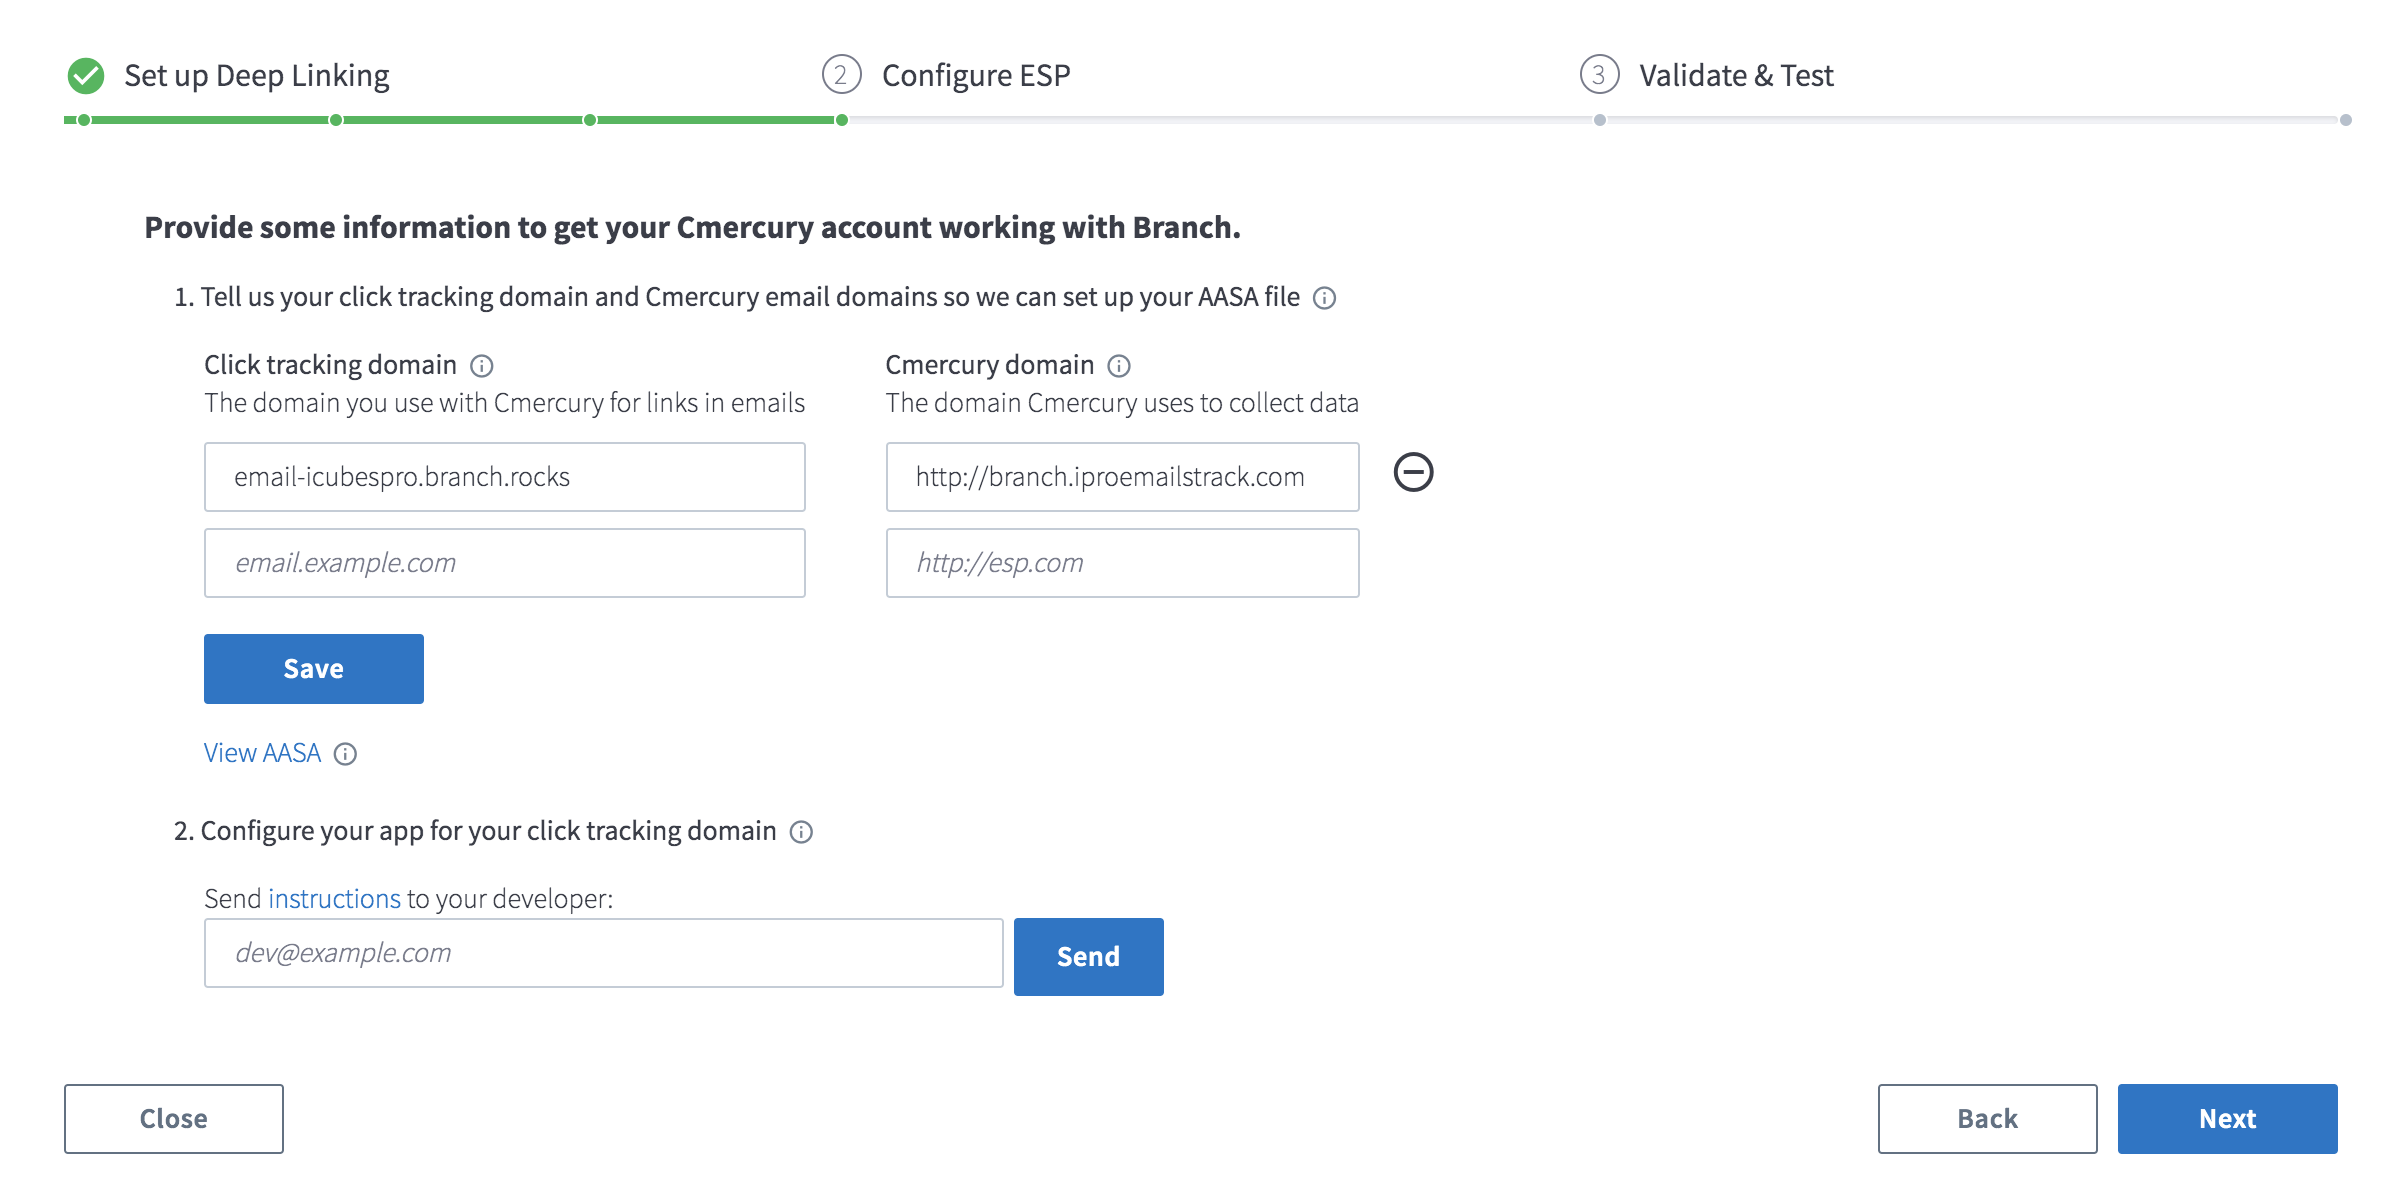 Set up Deep Linking
2 Configure ESP
3 Validate & Test
Provide some information to get your Cmercury account working with Branch.
1. Tell us your click tracking domain and Cmercury email domains so we can set up your AASA file
Click tracking domain
The domain you use with Cmercury for links in emails
Cmercury domain
The domain Cmercury uses to collect data
email-icubespro.branch.rocks
http://branch.iproemailstrack.com
email.example.com
http://esp.com
Save
View AASA
2. Configure your app for your click tracking domain
Send instructions to your developer:
dev@example.com
Send
Close
Back
Next